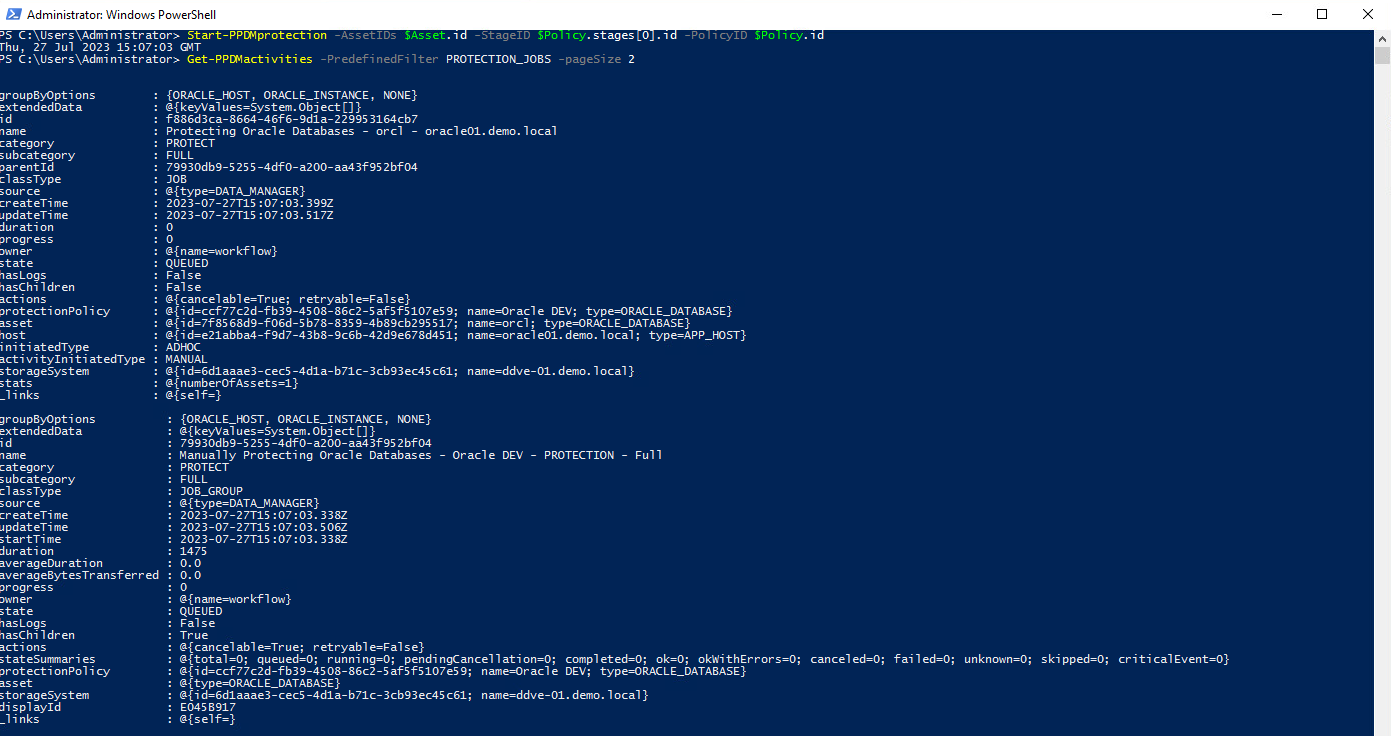 Administrator: Windows PowerShell
PS C:\Users\Administrator> Start-PPDMprotection -AssetIDs $Asset.id -StageID $Policy.stages[0].id -PolicyID $Policy.id
Thu, 27 Jul 2023 15:07:03 GMT
PS C:\Users\Administrator> Get-PPDMactivities -PredefinedFilter PROTECTION_JOBS -pageSize 2
groupByOptions : {ORACLE_HOST, ORACLE_INSTANCE, NONE}
extendedData : @{keyValues=System.Object[]}
id : f886d3ca-8664-46f6-9d1a-229953164cb7
name : Protecting Oracle Databases - orcl - oracle01.demo.local
category : PROTECT
subcategory : FULL
parentId : 79930db9-5255-4df0-a200-aa43f952bf04
classType : JOB
source : @{type=DATA_MANAGER}
createTime : 2023-07-27T15:07:03.399Z
updateTime : 2023-07-27T15:07:03.517Z
duration : 0
progress : 0
owner : @{name=workflow}
state : QUEUED
hasLogs : False
hasChildren : False
actions : @{cancelable=True; retryable=False}
protectionPolicy : @{id=ccf77c2d-fb39-4508-86c2-5af5f5107e59; name=Oracle DEV; type=ORACLE_DATABASE}
asset : @{id=7f8568d9-f06d-5b78-8359-4b89cb295517; name=orcl; type=ORACLE_DATABASE}
host : @{id=e21abba4-f9d7-43b8-9c6b-42d9e678d451; name=oracle01.demo.local; type=APP_HOST}
initiatedType : ADHOC
activityInitiatedType : MANUAL
storageSystem : @{id=6d1aaae3-cec5-4d1a-b71c-3cb93ec45c61; name=ddve-01.demo.local}
stats : @{numberOfAssets=1}
_links : @{self=}
groupByOptions : {ORACLE_HOST, ORACLE_INSTANCE, NONE}
extendedData : @{keyValues=System.Object[]}
id : 79930db9-5255-4df0-a200-aa43f952bf04
name : Manually Protecting Oracle Databases - Oracle DEV - PROTECTION - Full
category : PROTECT
subcategory : FULL
classType : JOB_GROUP
source : @{type=DATA_MANAGER}
createTime : 2023-07-27T15:07:03.338Z
updateTime : 2023-07-27T15:07:03.506Z
startTime : 2023-07-27T15:07:03.338Z
duration : 1475
averageDuration : 0.0
averageBytesTransferred : 0.0
progress : 0
owner : @{name=workflow}
state : QUEUED
hasLogs : False
hasChildren : True
actions : @{cancelable=True; retryable=False}
stateSummaries : @{total=0; queued=0; running=0; pendingCancellation=0; completed=0; ok=0; okWithErrors=0; canceled=0; failed=0; unknown=0; skipped=0; criticalEvent=0}
protectionPolicy : @{id=ccf77c2d-fb39-4508-86c2-5af5f5107e59; name=Oracle DEV; type=ORACLE_DATABASE}
asset : @{type=ORACLE_DATABASE}
storageSystem : @{id=6d1aaae3-cec5-4d1a-b71c-3cb93ec45c61; name=ddve-01.demo.local}
displayId : EO45B917
_links : @{self=}